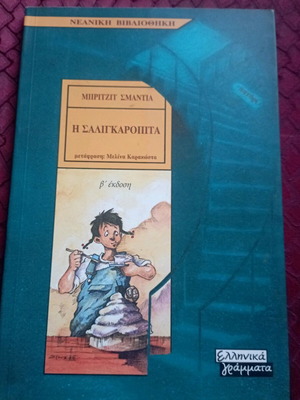 ΝΕΑΝΙΚΗ ΒΙΒΛΙΟΘΗΚΗ
ΜΠΡΙΤΖΙΤ ΣΜΑΝΤΙΑ
Η ΣΑΛΙΓΚΑΡΟΠΙΤΑ
μετάφραση: Μελίνα Καρακώστα
β΄ έκδοση
ελληνικά
γράμματα